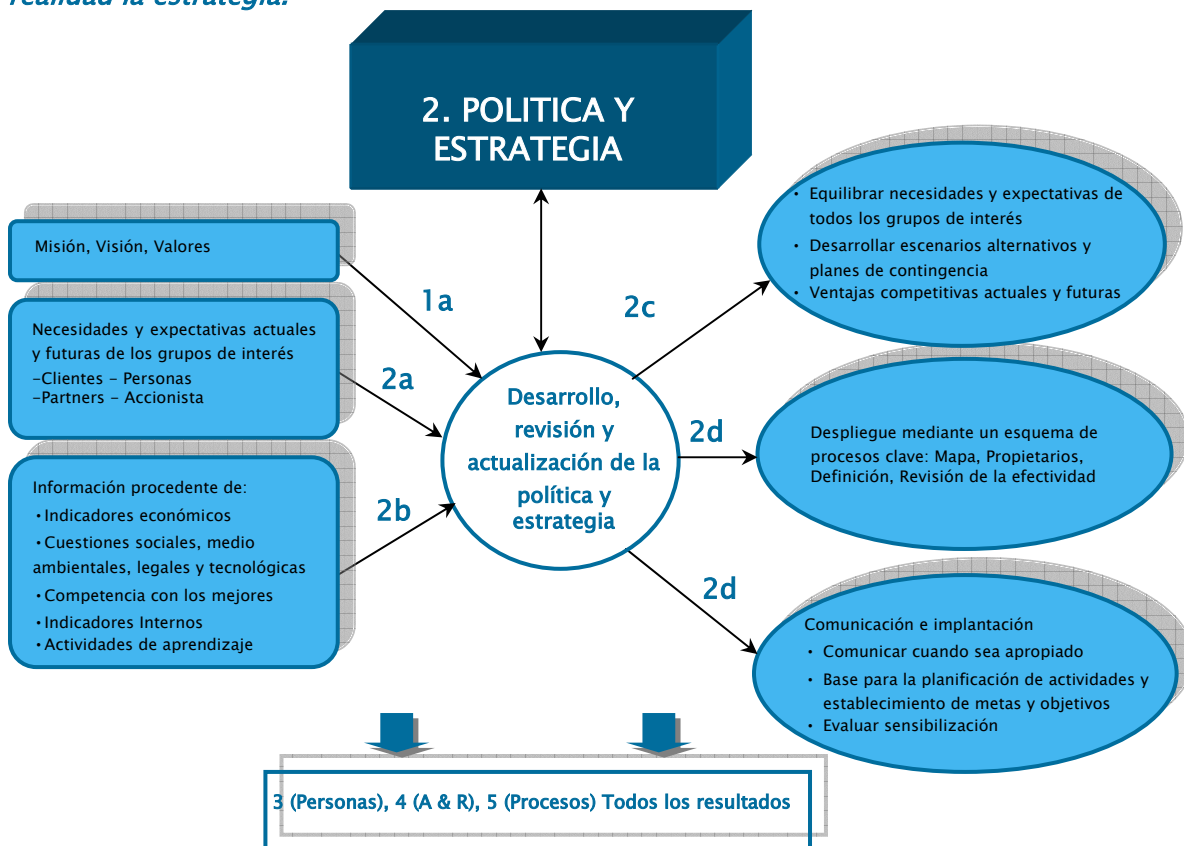 realidad la estrategia.
2. POLITICA Y
ESTRATEGIA
Misión, Visión, Valores
Necesidades y expectativas actuales
y futuras de los grupos de interés
-Clientes - Personas
-Partners - Accionista
Información procedente de:
•Indicadores económicos
•Cuestiones sociales, medio
ambientales, legales y tecnológicas
•Competencia con los mejores
•Indicadores Internos
•Actividades de aprendizaje
1a
2a
2b
Desarrollo,
revisión y
actualización de la
política y
estrategia
2c
2d
2d
• Equilibrar necesidades y expectativas de
todos los grupos de interés
• Desarrollar escenarios alternativos y
planes de contingencia
• Ventajas competitivas actuales y futuras
Despliegue mediante un esquema de
procesos clave: Mapa, Propietarios,
Definición, Revisión de la efectividad
Comunicación e implantación
• Comunicar cuando sea apropiado
• Base para la planificación de actividades y
establecimiento de metas y objetivos
• Evaluar sensibilización
3 (Personas), 4 (A & R), 5 (Procesos) Todos los resultados